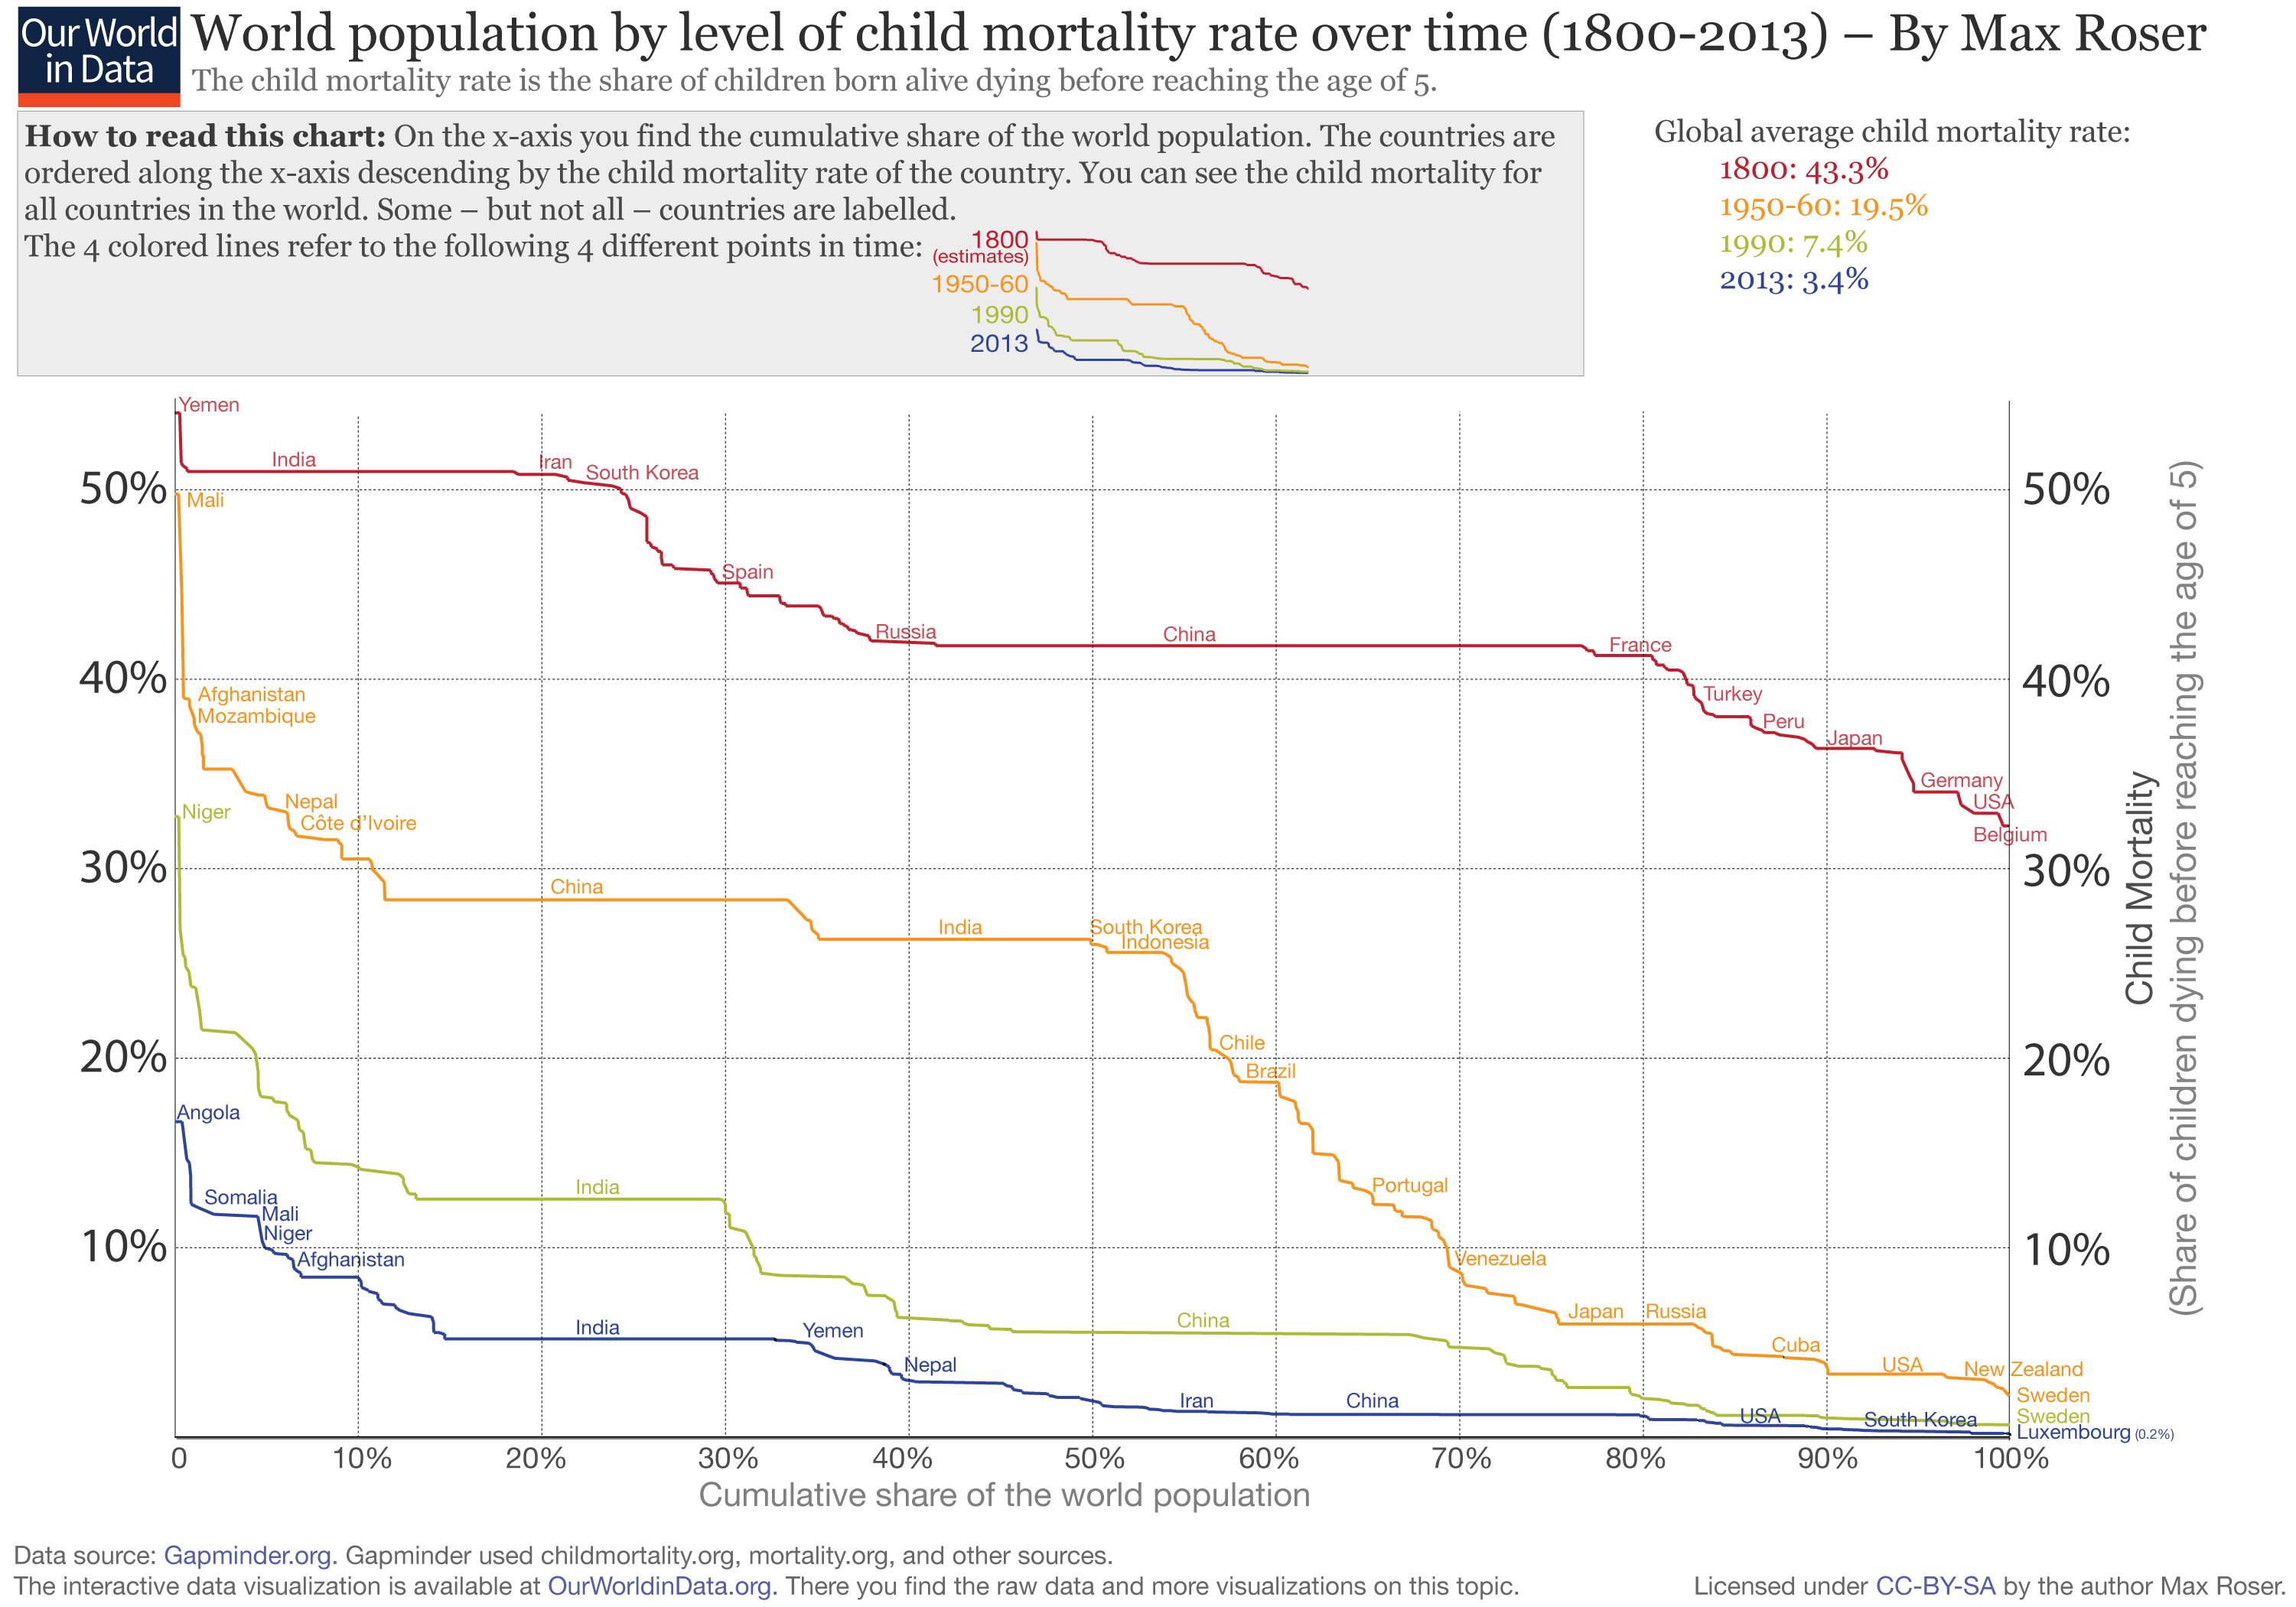 Our World
in Data
World population by level of child mortality rate over time (1800-2013) – By Max Roser
The child mortality rate is the share of children born alive dying before reaching the age of 5.
How to read this chart: On the x-axis you find the cumulative share of the world population. The countries are
ordered along the x-axis descending by the child mortality rate of the country. You can see the child mortality for
all countries in the world. Some – but not all – countries are labelled.
The 4 colored lines refer to the following 4 different points in time:
1800
(estimates)
1950-60
1990
2013
Global average child mortality rate:
1800: 43.3%
1950-60: 19.5%
1990: 7.4%
2013: 3.4%
Yemen
India
Iran
South Korea
Spain
Russia
China
France
Turkey
Peru
Japan
Germany
USA
Belgium
Mali
Afghanistan
Mozambique
Nepal
Côte d'Ivoire
China
India
South Korea
Indonesia
Chile
Brazil
Portugal
Venezuela
Japan
Russia
Cuba
USA
New Zealand
Sweden
Niger
India
China
Sweden
Angola
Somalia
Mali
Niger
Afghanistan
India
Yemen
Nepal
Iran
China
USA
South Korea
Luxembourg (0.2%)
50%
40%
30%
20%
10%
50%
40%
30%
20%
10%
Child Mortality
(Share of children dying before reaching the age of 5)
0 10% 20% 30% 40% 50% 60% 70% 80% 90% 100%
Cumulative share of the world population
Data source: Gapminder.org. Gapminder used childmortality.org, mortality.org, and other sources.
The interactive data visualization is available at OurWorldinData.org. There you find the raw data and more visualizations on this topic.
Licensed under CC-BY-SA by the author Max Roser.